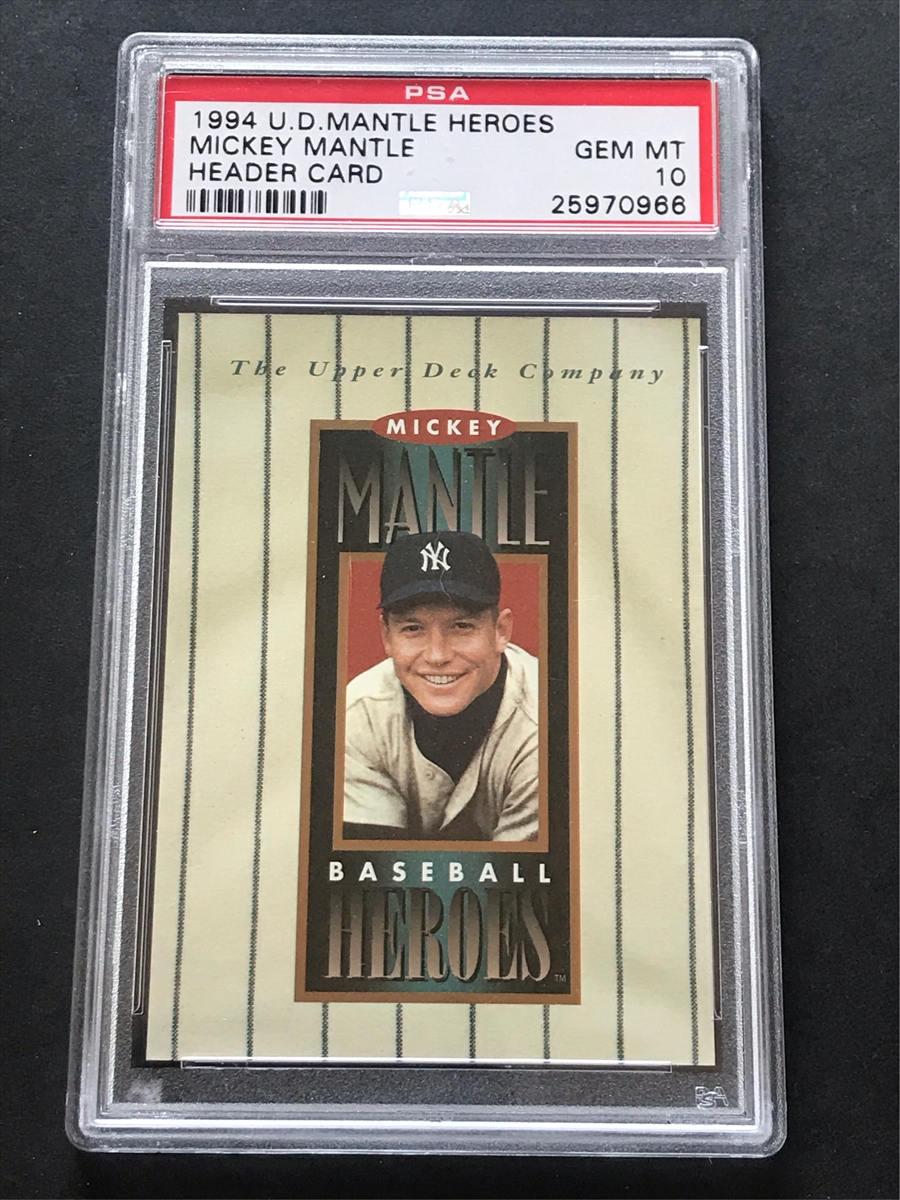 PSA
1994 U.D.MANTLE HEROES
MICKEY MANTLE GEM MT
HEADER CARD 10
25970966
The Upper Deck Company
MICKEY
MANTLE
NY
BASEBALL
HEROES™
PSA